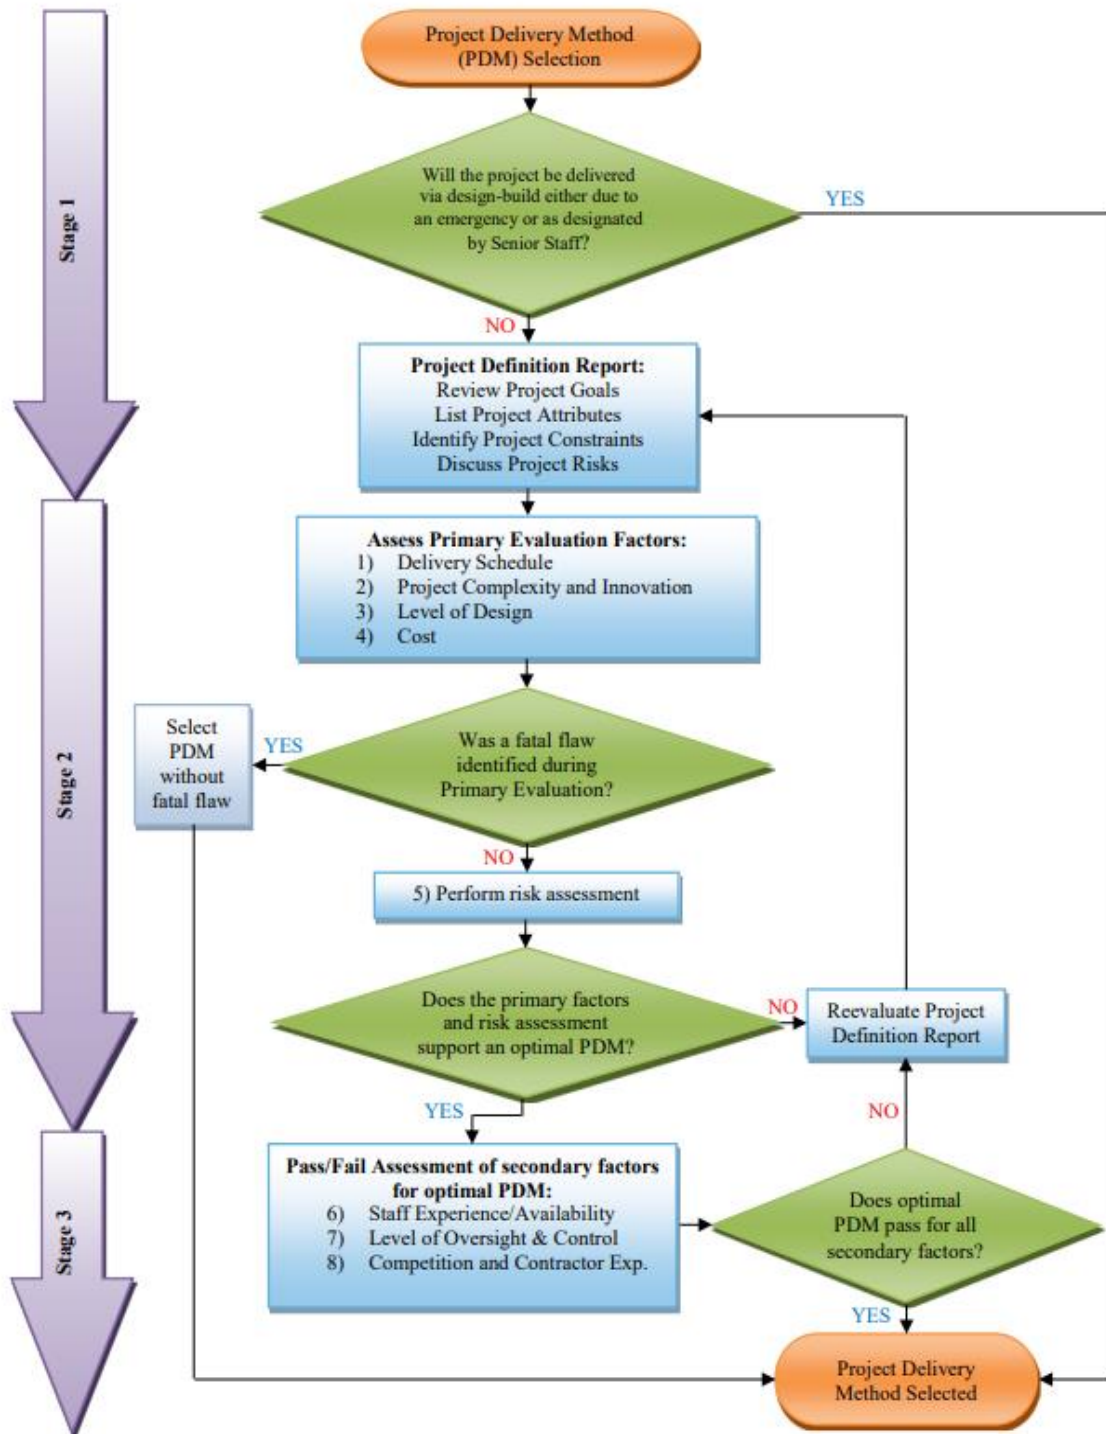 Project Delivery Method
(PDM) Selection
Stage 1
Will the project be delivered
via design-build either due to
an emergency or as designated
by Senior Staff?
YES
NO
Project Definition Report:
Review Project Goals
List Project Attributes
Identify Project Constraints
Discuss Project Risks
Stage 2
Assess Primary Evaluation Factors:
1) Delivery Schedule
2) Project Complexity and Innovation
3) Level of Design
4) Cost
Was a fatal flaw
identified during
Primary Evaluation?
YES
Select
PDM
without
fatal flaw
NO
5) Perform risk assessment
Does the primary factors
and risk assessment
support an optimal PDM?
NO
Reevaluate Project
Definition Report
YES
Stage 3
Pass/Fail Assessment of secondary factors
for optimal PDM:
6) Staff Experience/Availability
7) Level of Oversight & Control
8) Competition and Contractor Exp.
NO
Does optimal
PDM pass for all
secondary factors?
YES
Project Delivery
Method Selected